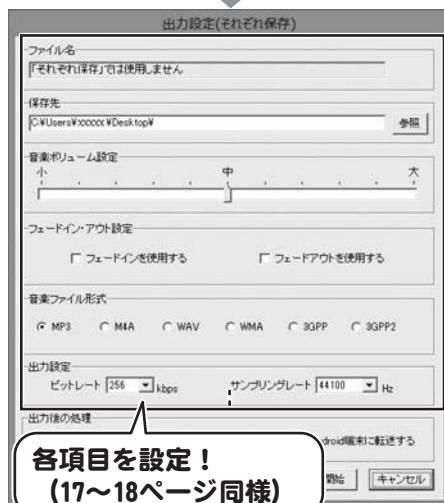 出力設定(それぞれ保存)
ファイル名
「それぞれ保存」では使用しません
保存先
C:¥Users¥xxxxx¥Desktop¥
参照
音楽ボリューム設定
小 中 大
フェードイン・アウト設定
フェードインを使用する フェードアウトを使用する
音楽ファイル形式
MP3 M4A WAV WMA 3GPP 3GPP2
出力設定
ビットレート 256 kbps サンプリングレート 44100 Hz
出力後の処理
droid端末に転送する
各項目を設定！
(17〜18ページ同様)
開始 キャンセル